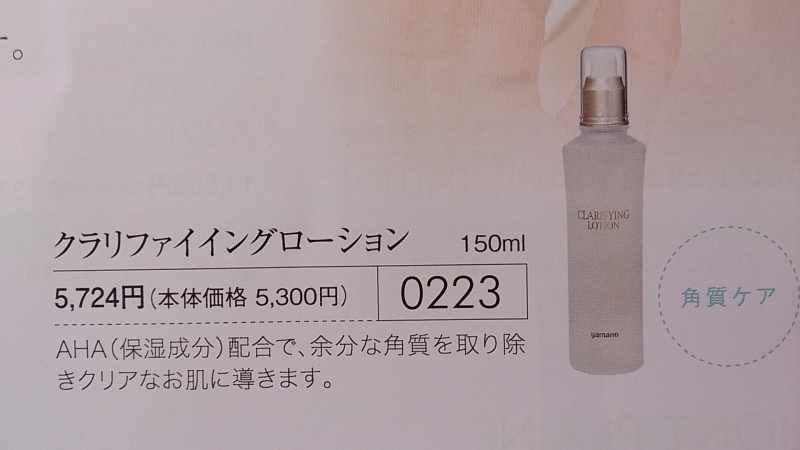 す。
クラリファイイングローション 150ml
5,724円（本体価格 5,300円） 0223
AHA（保湿成分）配合で、余分な角質を取り除
きクリアなお肌に導きます。
CLARIFYING
LOTION
yamano
角質ケア